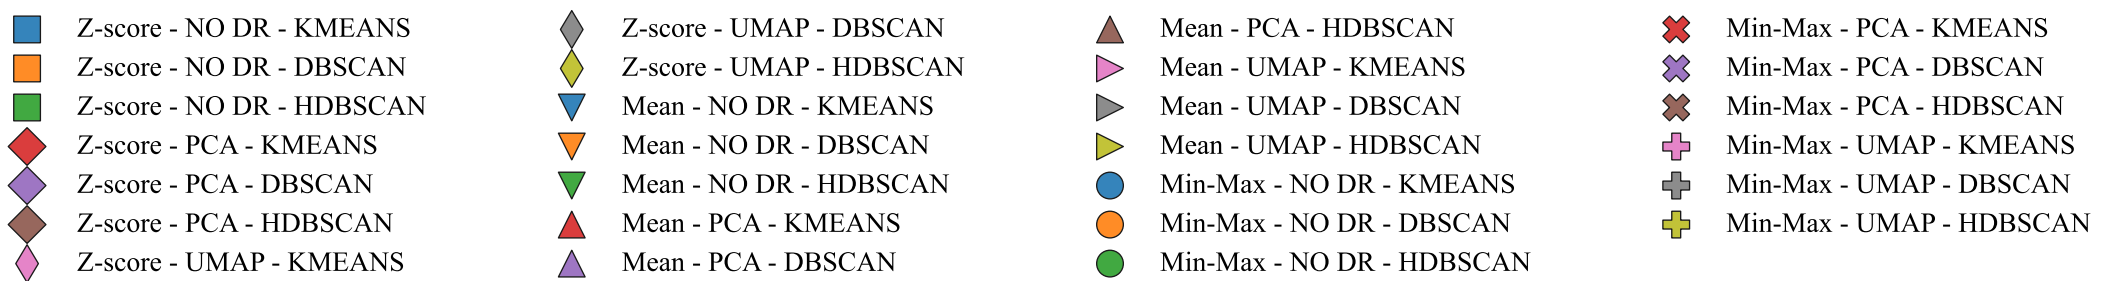 Z-score - NO DR - KMEANS
Z-score - NO DR - DBSCAN
Z-score - NO DR - HDBSCAN
Z-score - PCA - KMEANS
Z-score - PCA - DBSCAN
Z-score - PCA - HDBSCAN
Z-score - UMAP - KMEANS
Z-score - UMAP - DBSCAN
Z-score - UMAP - HDBSCAN
Mean - NO DR - KMEANS
Mean - NO DR - DBSCAN
Mean - NO DR - HDBSCAN
Mean - PCA - KMEANS
Mean - PCA - DBSCAN
Mean - PCA - HDBSCAN
Mean - UMAP - KMEANS
Mean - UMAP - DBSCAN
Mean - UMAP - HDBSCAN
Min-Max - NO DR - KMEANS
Min-Max - NO DR - DBSCAN
Min-Max - NO DR - HDBSCAN
Min-Max - PCA - KMEANS
Min-Max - PCA - DBSCAN
Min-Max - PCA - HDBSCAN
Min-Max - UMAP - KMEANS
Min-Max - UMAP - DBSCAN
Min-Max - UMAP - HDBSCAN